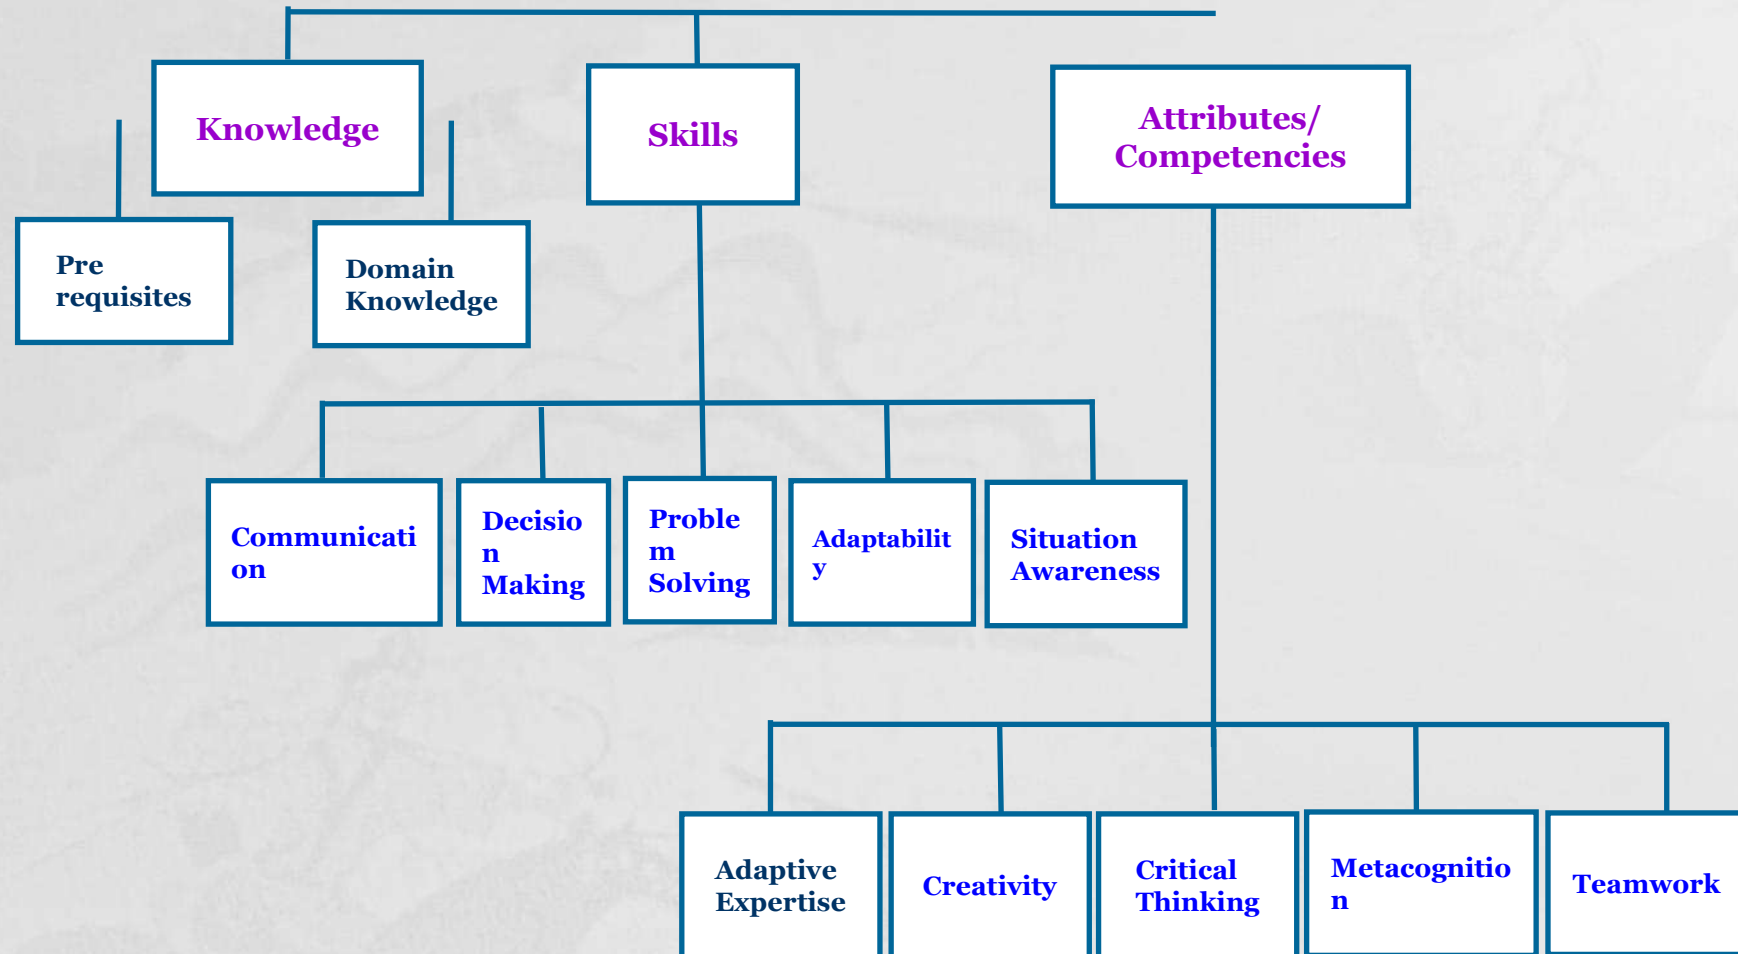 Knowledge
Skills
Attributes/
Competencies
Pre
requisites
Domain
Knowledge
Communicati
on
Decisio
n
Making
Proble
m
Solving
Adaptabilit
y
Situation
Awareness
Adaptive
Expertise
Creativity
Critical
Thinking
Metacognitio
n
Teamwork